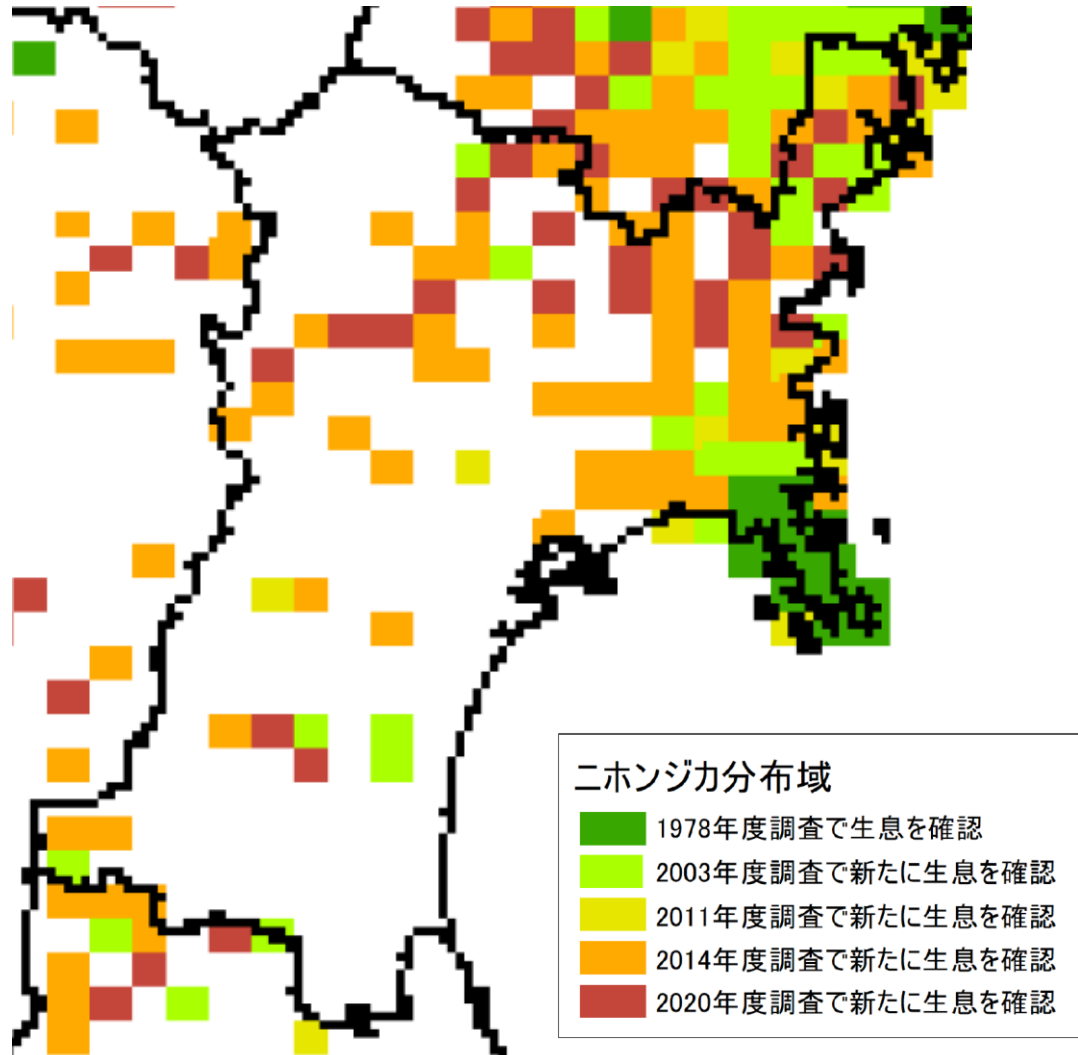 ニホンジカ分布域
1978年度調査で生息を確認
2003年度調査で新たに生息を確認
2011年度調査で新たに生息を確認
2014年度調査で新たに生息を確認
2020年度調査で新たに生息を確認